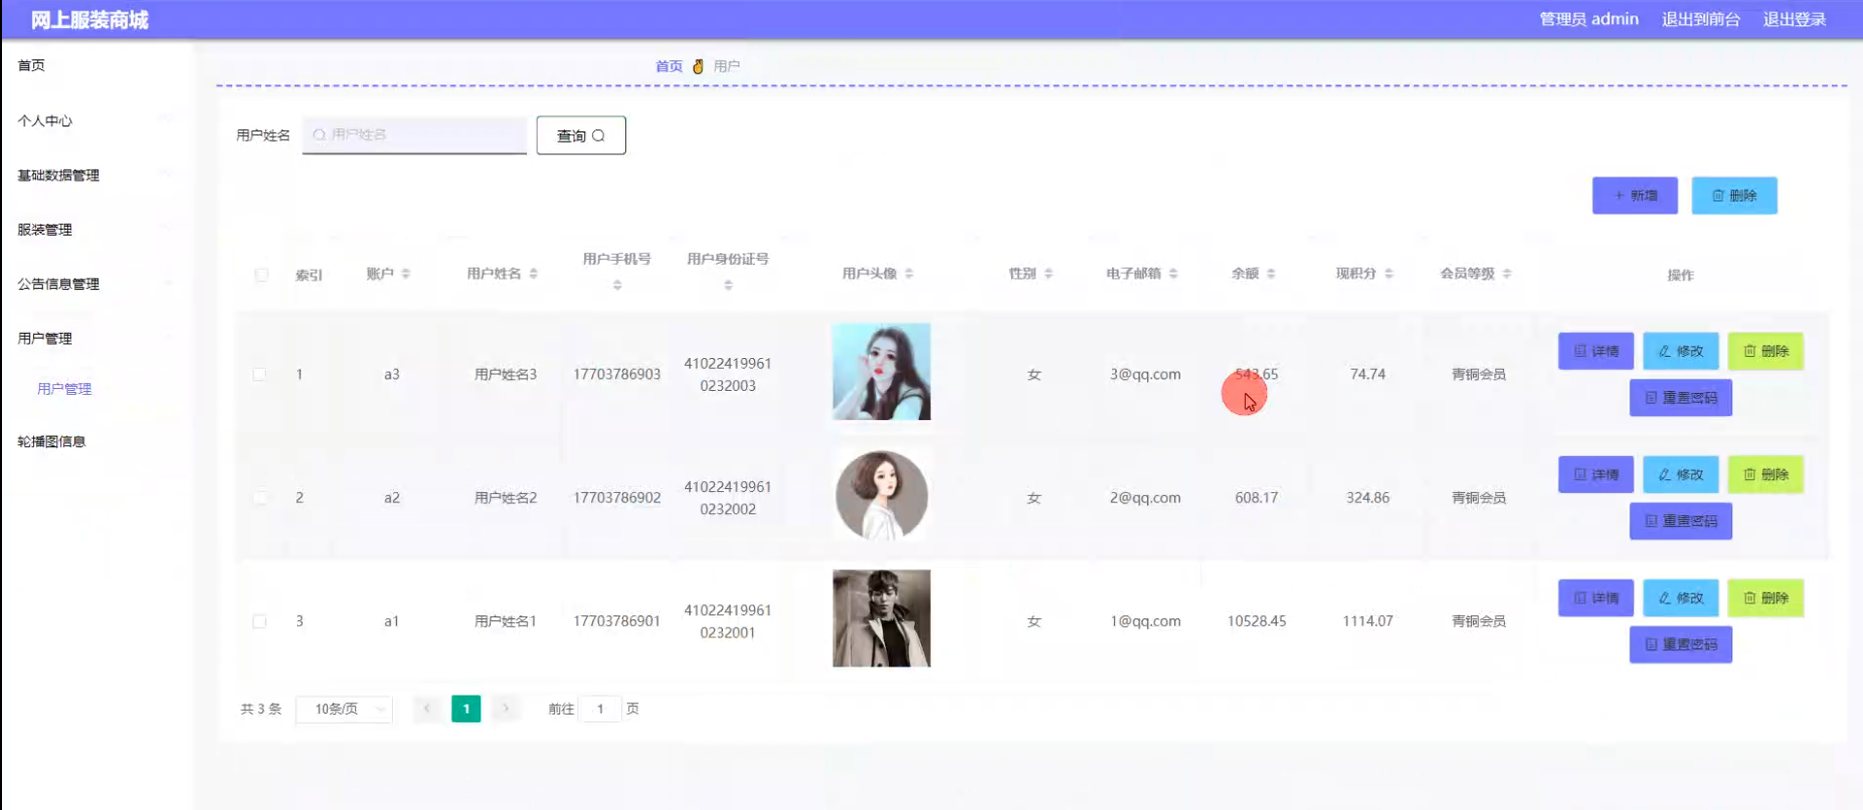 网上服装商城
管理员 admin 退出到前台 退出登录
首页
个人中心
基础数据管理
服装管理
公告信息管理
用户管理
用户管理
轮播图信息
首页 用户
用户姓名 用户姓名 查询
+ 新增 删除
索引 账户 用户姓名 用户手机号 用户身份证号 用户头像 性别 电子邮箱 余额 现积分 会员等级 操作
1 a3 用户姓名3 17703786903 41022419961 女 3@qq.com 543.65 74.74 青铜会员 详情 修改 删除
0232003 重置密码
2 a2 用户姓名2 17703786902 41022419961 女 2@qq.com 608.17 324.86 青铜会员 详情 修改 删除
0232002 重置密码
3 a1 用户姓名1 17703786901 41022419961 女 1@qq.com 10528.45 1114.07 青铜会员 详情 修改 删除
0232001 重置密码
共 3 条 10条/页 < 1 > 前往 1 页